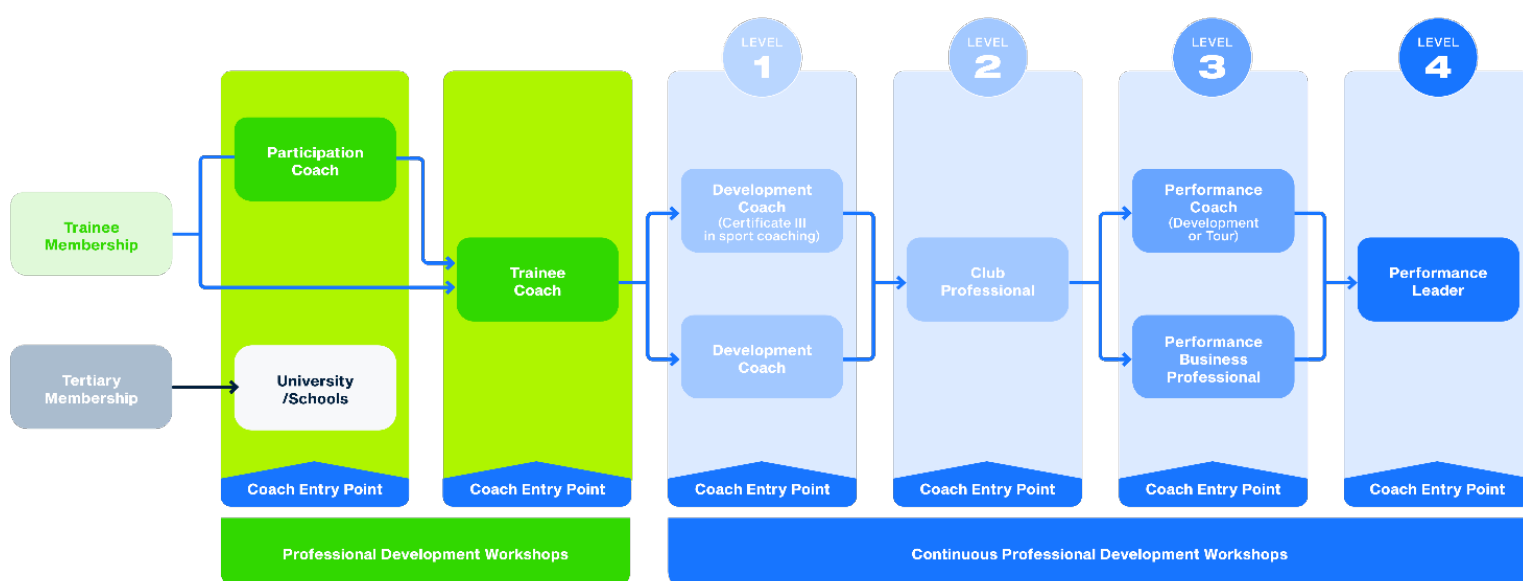 LEVEL
1
LEVEL
2
LEVEL
3
LEVEL
4
Participation
Coach
Trainee
Membership
Trainee
Coach
Development
Coach
(Certificate III
in sport coaching)
Club
Professional
Performance
Coach
(Development
or Tour)
Performance
Leader
Tertiary
Membership
University
/Schools
Development
Coach
Performance
Business
Professional
Coach Entry Point
Coach Entry Point
Coach Entry Point
Coach Entry Point
Coach Entry Point
Coach Entry Point
Professional Development Workshops
Continuous Professional Development Workshops